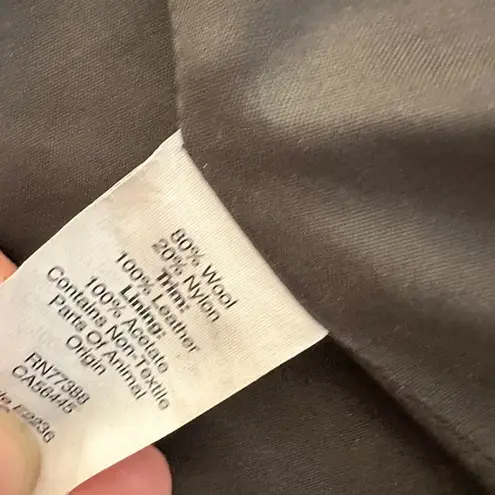 80% Wool
20% Nylon
Trim:
100% Leather
Lining:
100% Acetate
Contains Non-Textile
Parts Of Animal
Origin
RN77388
CA56445
E2236